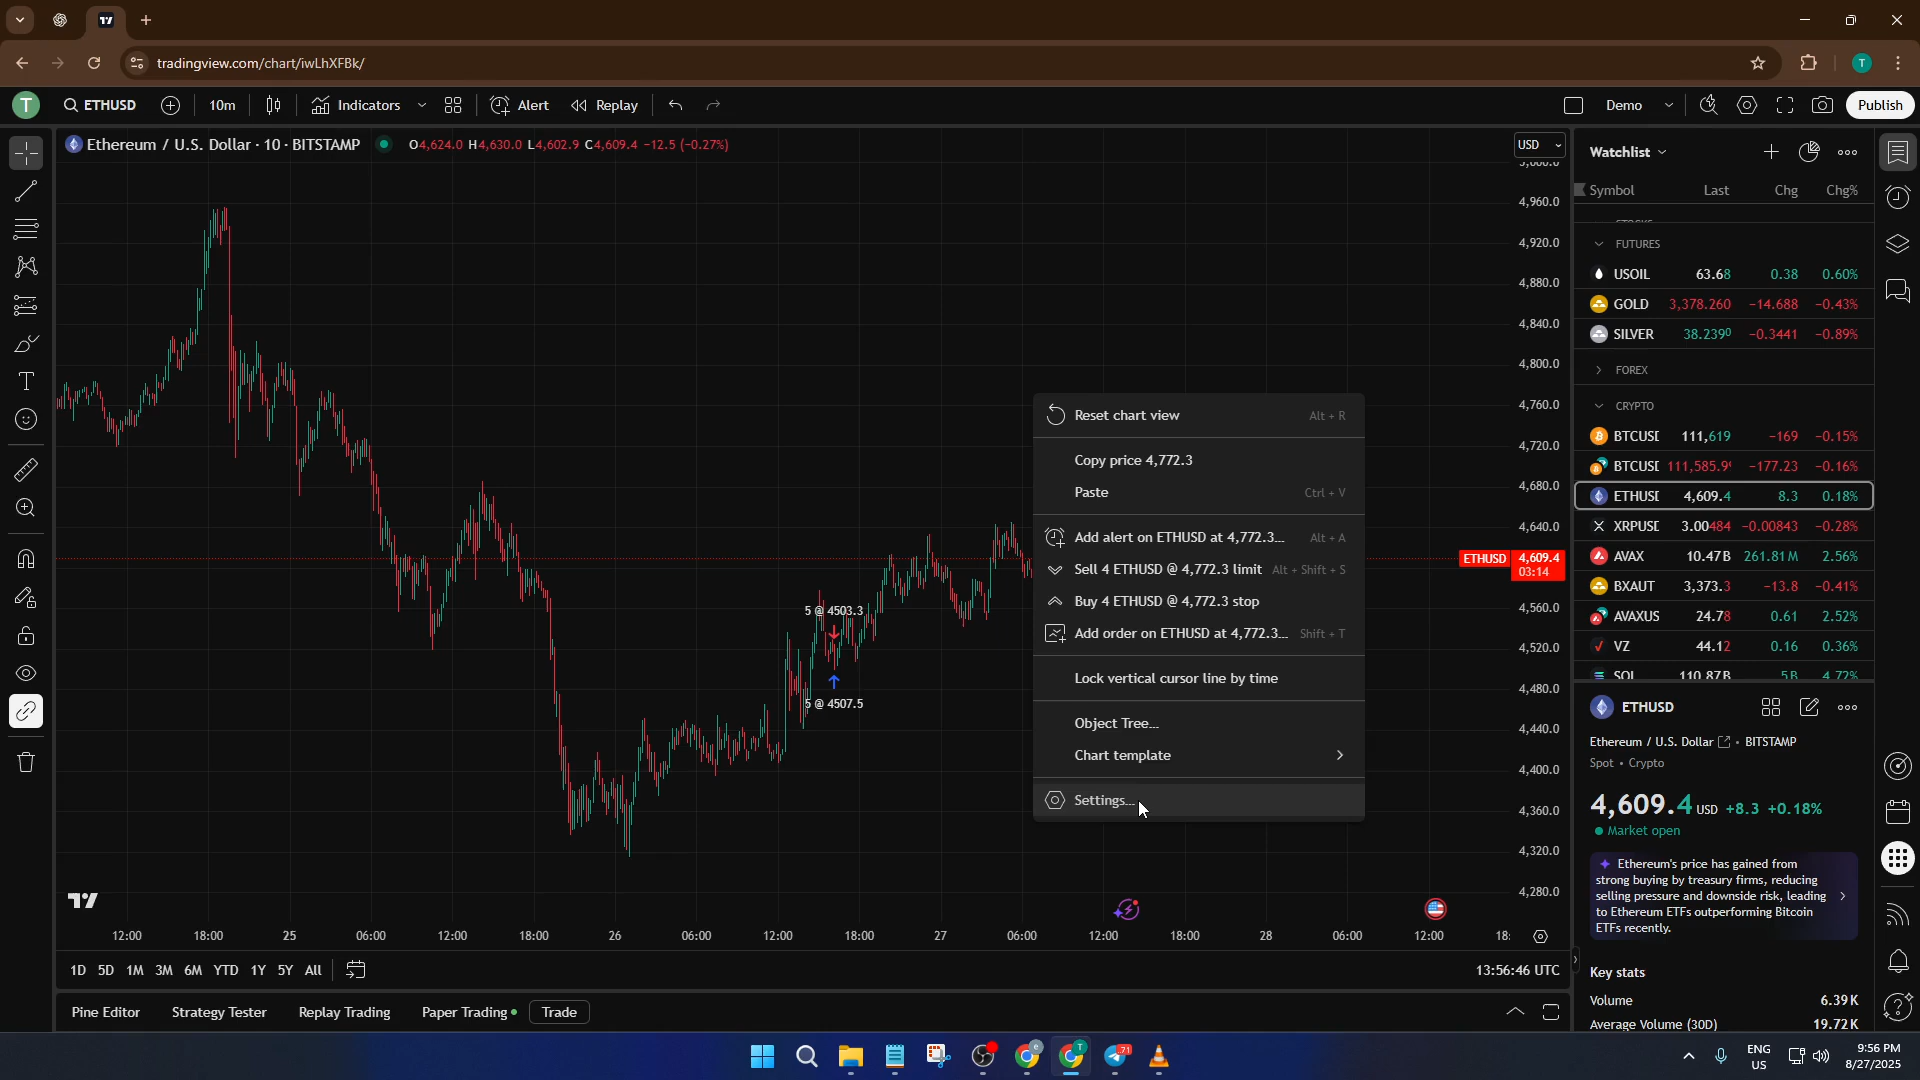 tradingview.com/chart/iwLhXFBk/
T
T ETHUSD 10m Indicators Alert Replay Demo Publish
Ethereum / U.S. Dollar · 10 · BITSTAMP O4,624.0 H4,630.0 L4,602.9 C4,609.4 −12.5 (−0.27%)
USD
4,960.0
4,920.0
4,880.0
4,840.0
4,800.0
4,760.0
4,720.0
4,680.0
4,640.0
ETHUSD 4,609.4
03:14
4,560.0
4,520.0
4,480.0
4,440.0
4,400.0
4,360.0
4,320.0
4,280.0
5 @ 4503.3
5 @ 4507.5
Reset chart view Alt + R
Copy price 4,772.3
Paste Ctrl + V
Add alert on ETHUSD at 4,772.3... Alt + A
Sell 4 ETHUSD @ 4,772.3 limit Alt + Shift + S
Buy 4 ETHUSD @ 4,772.3 stop
Add order on ETHUSD at 4,772.3... Shift + T
Lock vertical cursor line by time
Object Tree...
Chart template
Settings...
12:00 18:00 25 06:00 12:00 18:00 26 06:00 12:00 18:00 27 06:00 12:00 18:00 28 06:00 12:00 18:
1D 5D 1M 3M 6M YTD 1Y 5Y All
13:56:46 UTC
Pine Editor Strategy Tester Replay Trading Paper Trading Trade
Watchlist
Symbol Last Chg Chg%
FUTURES
USOIL 63.68 0.38 0.60%
GOLD 3,378.260 −14.688 −0.43%
SILVER 38.2390 −0.3441 −0.89%
FOREX
CRYPTO
BTCUSD 111,619 −169 −0.15%
BTCUSD 111,585.99 −177.23 −0.16%
ETHUSD 4,609.4 8.3 0.18%
XRPUSD 3.00484 −0.00843 −0.28%
AVAX 10.47B 261.81M 2.56%
BXAUT 3,373.3 −13.8 −0.41%
AVAXUS 24.78 0.61 2.52%
VZ 44.12 0.16 0.36%
SOL 110.87B 5B 4.72%
ETHUSD
Ethereum / U.S. Dollar • BITSTAMP
Spot • Crypto
4,609.4 USD +8.3 +0.18%
Market open
Ethereum's price has gained from
strong buying by treasury firms, reducing
selling pressure and downside risk, leading
to Ethereum ETFs outperforming Bitcoin
ETFs recently.
Key stats
Volume 6.39K
Average Volume (30D) 19.72K
71
ENG
US
9:56 PM
8/27/2025